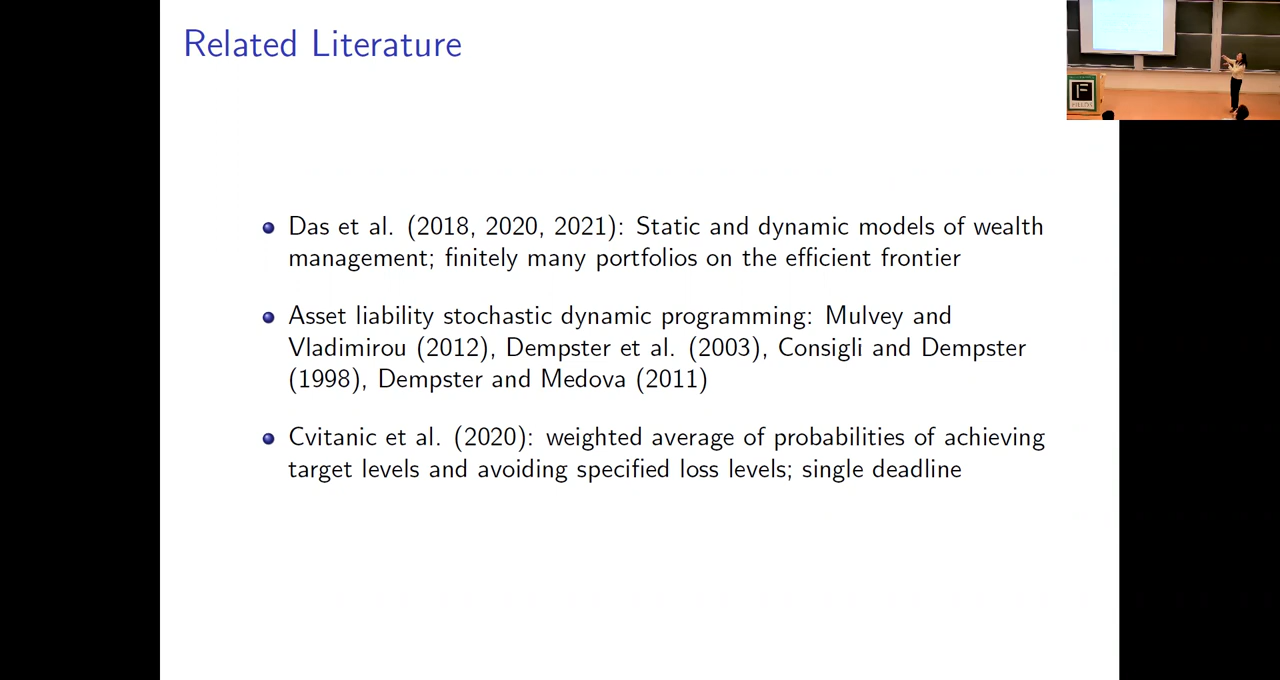 Related Literature
Das et al. (2018, 2020, 2021): Static and dynamic models of wealth
management; finitely many portfolios on the efficient frontier
Asset liability stochastic dynamic programming: Mulvey and
Vladimirou (2012), Dempster et al. (2003), Consigli and Dempster
(1998), Dempster and Medova (2011)
Cvitanic et al. (2020): weighted average of probabilities of achieving
target levels and avoiding specified loss levels; single deadline
F